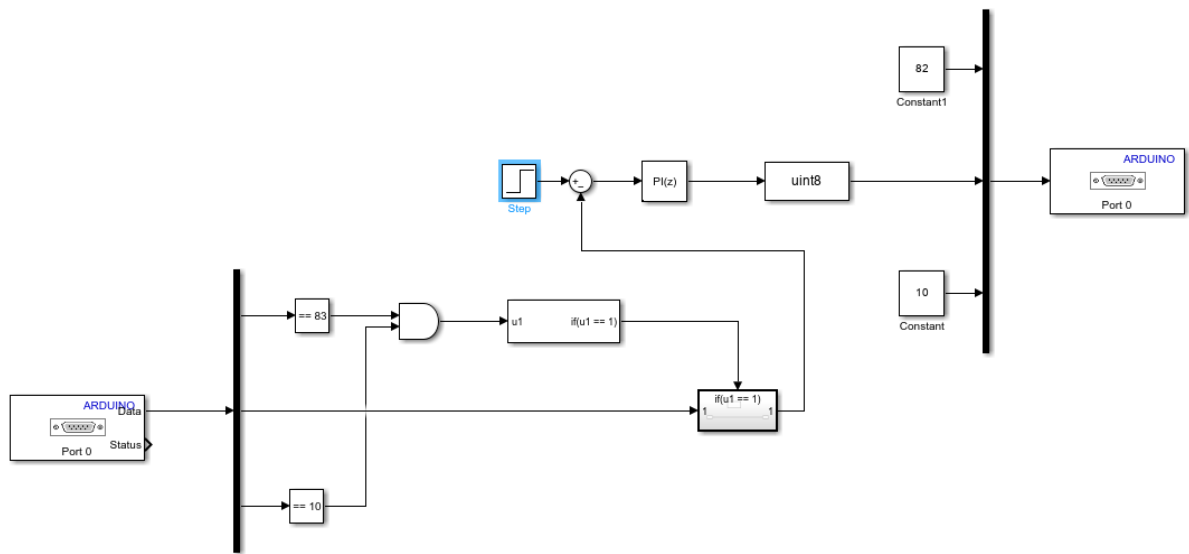 82
Constant1
ARDUINO
Port 0
Step
+
-
PI(z)
uint8
10
Constant
== 83
u1 if(u1 == 1)
if(u1 == 1)
1 1
ARDUINO
Data
Status
Port 0
== 10